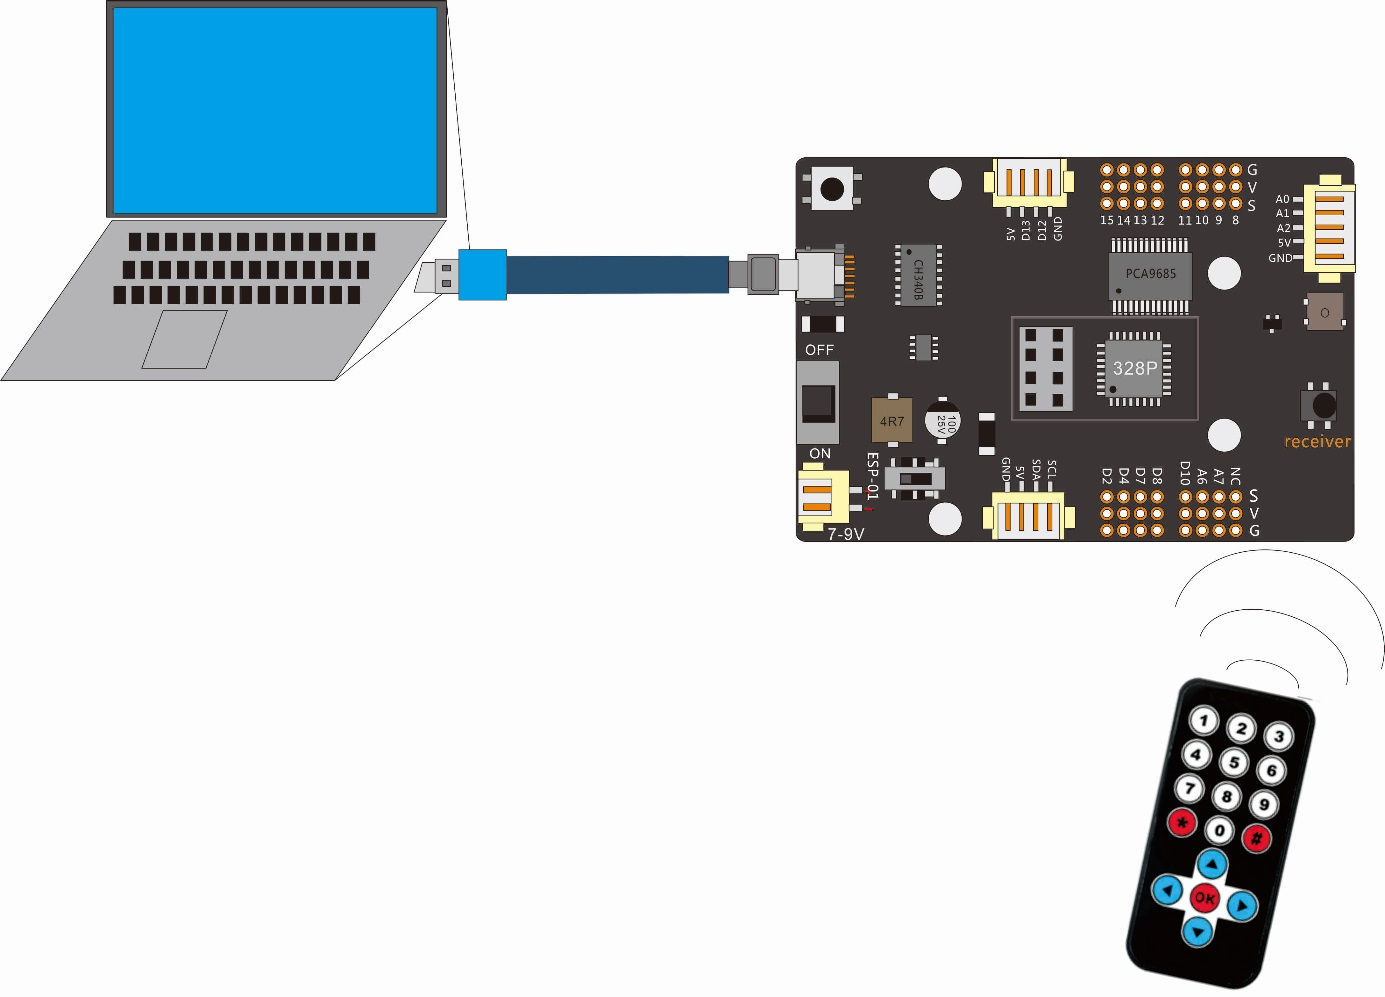 G
V
S
15 14 13 12 11 10 9 8
5V D13 D12 GND
A0
A1
A2
5V
GND
CH340B
PCA9685
OFF
328P
4R7
100
25V
ON
receiver
ESP-01
GND 5V SDA SCL
D2 D4 D7 D8 D10 A6 A7 NC
S
V
G
7-9V
1 2 3
4 5 6
7 8 9
* 0 #
OK